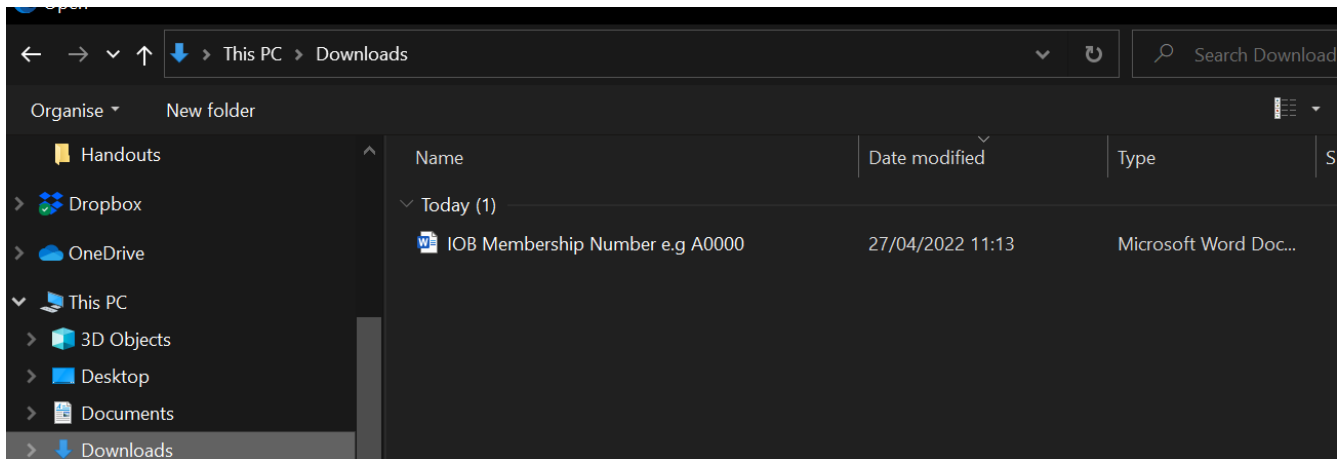 Open
This PC > Downloads
Search Download
Organise
New folder
Handouts
Name
Date modified
Type
S
Dropbox
Today (1)
OneDrive
IOB Membership Number e.g A0000
27/04/2022 11:13
Microsoft Word Doc...
This PC
3D Objects
Desktop
Documents
Downloads